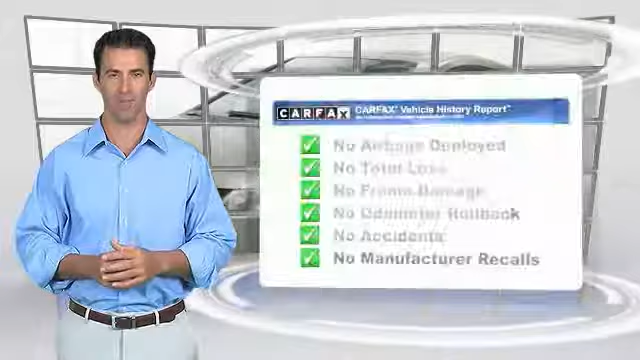 CARFAX CARFAX Vehicle History Report™
No Airbags Deployed
No Total Loss
No Frame Damage
No Odometer Rollback
No Accidents
No Manufacturer Recalls